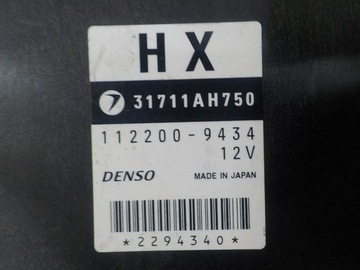 HX
31711AH750
112200-9434
12V
DENSO MADE IN JAPAN
*2294340*